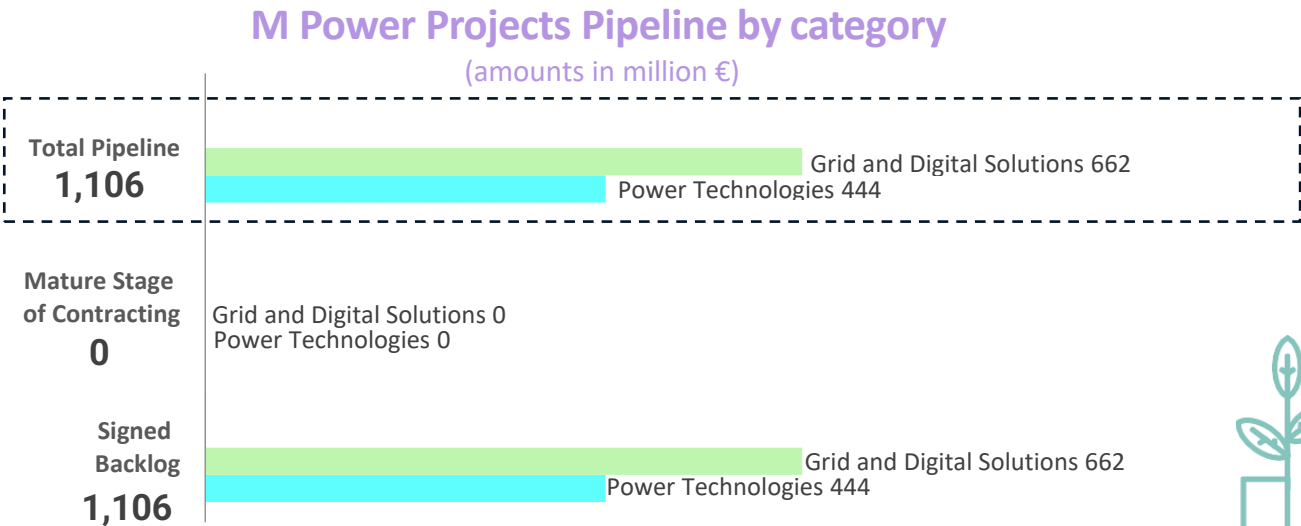 M Power Projects Pipeline by category
(amounts in million €)
Total Pipeline
1,106
Grid and Digital Solutions 662
Power Technologies 444
Mature Stage
of Contracting
0
Grid and Digital Solutions 0
Power Technologies 0
Signed
Backlog
1,106
Grid and Digital Solutions 662
Power Technologies 444